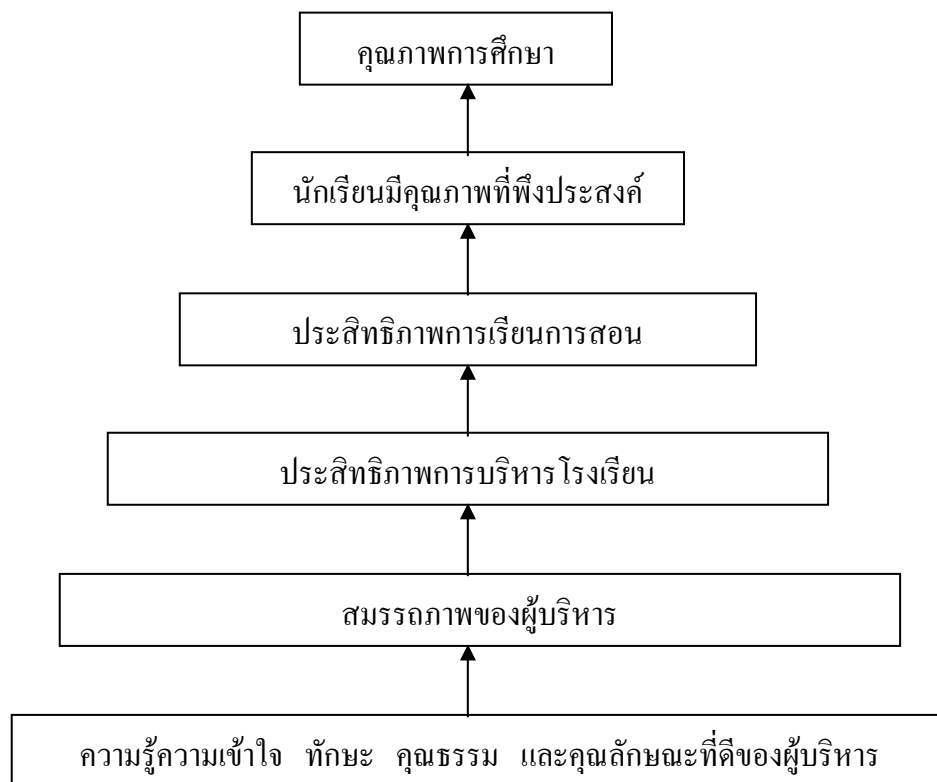 คุณภาพการศึกษา
นักเรียนมีคุณภาพที่พึงประสงค์
ประสิทธิภาพการเรียนการสอน
ประสิทธิภาพการบริหารโรงเรียน
สมรรถภาพของผู้บริหาร
ความรู้ความเข้าใจ ทักษะ คุณธรรม และคุณลักษณะที่ดีของผู้บริหาร